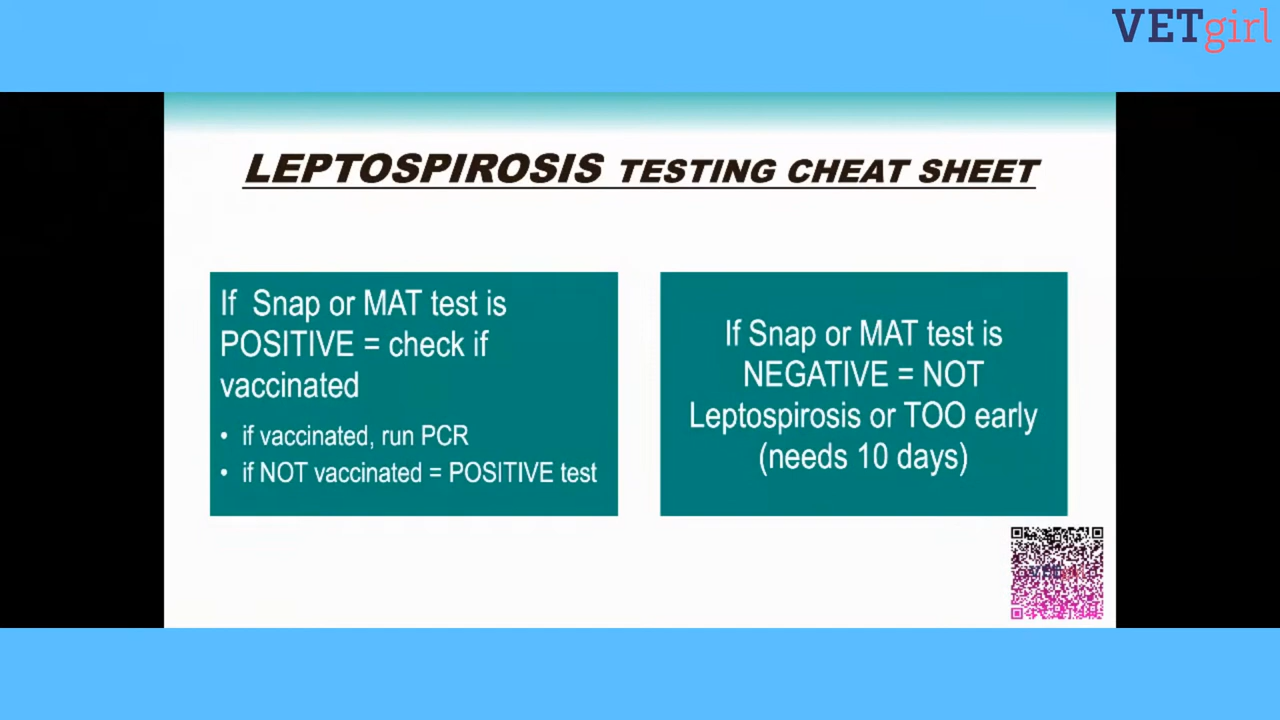 VETgirl
LEPTOSPIROSIS TESTING CHEAT SHEET
If Snap or MAT test is
POSITIVE = check if
vaccinated
• if vaccinated, run PCR
• if NOT vaccinated = POSITIVE test
If Snap or MAT test is
NEGATIVE = NOT
Leptospirosis or TOO early
(needs 10 days)
VETgirl